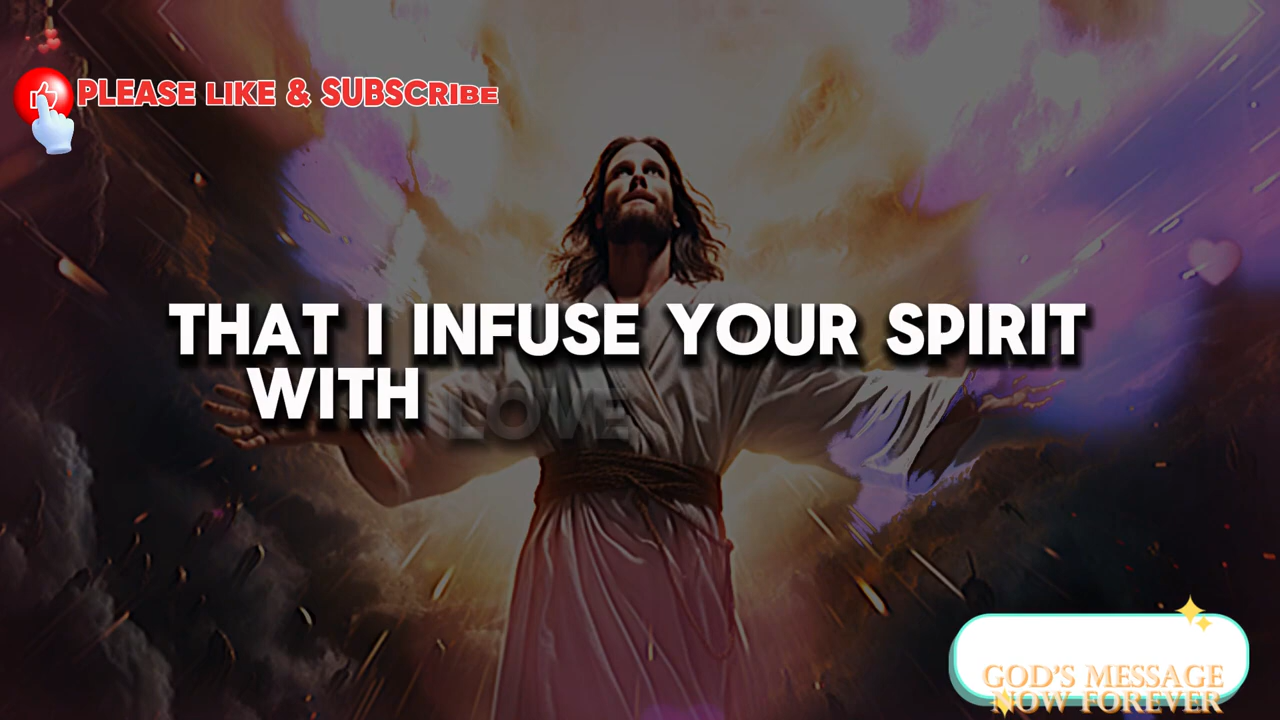 PLEASE LIKE & SUBSCRIBE
THAT I INFUSE YOUR SPIRIT
WITH LOVE
GOD'S MESSAGE
NOW FOREVER